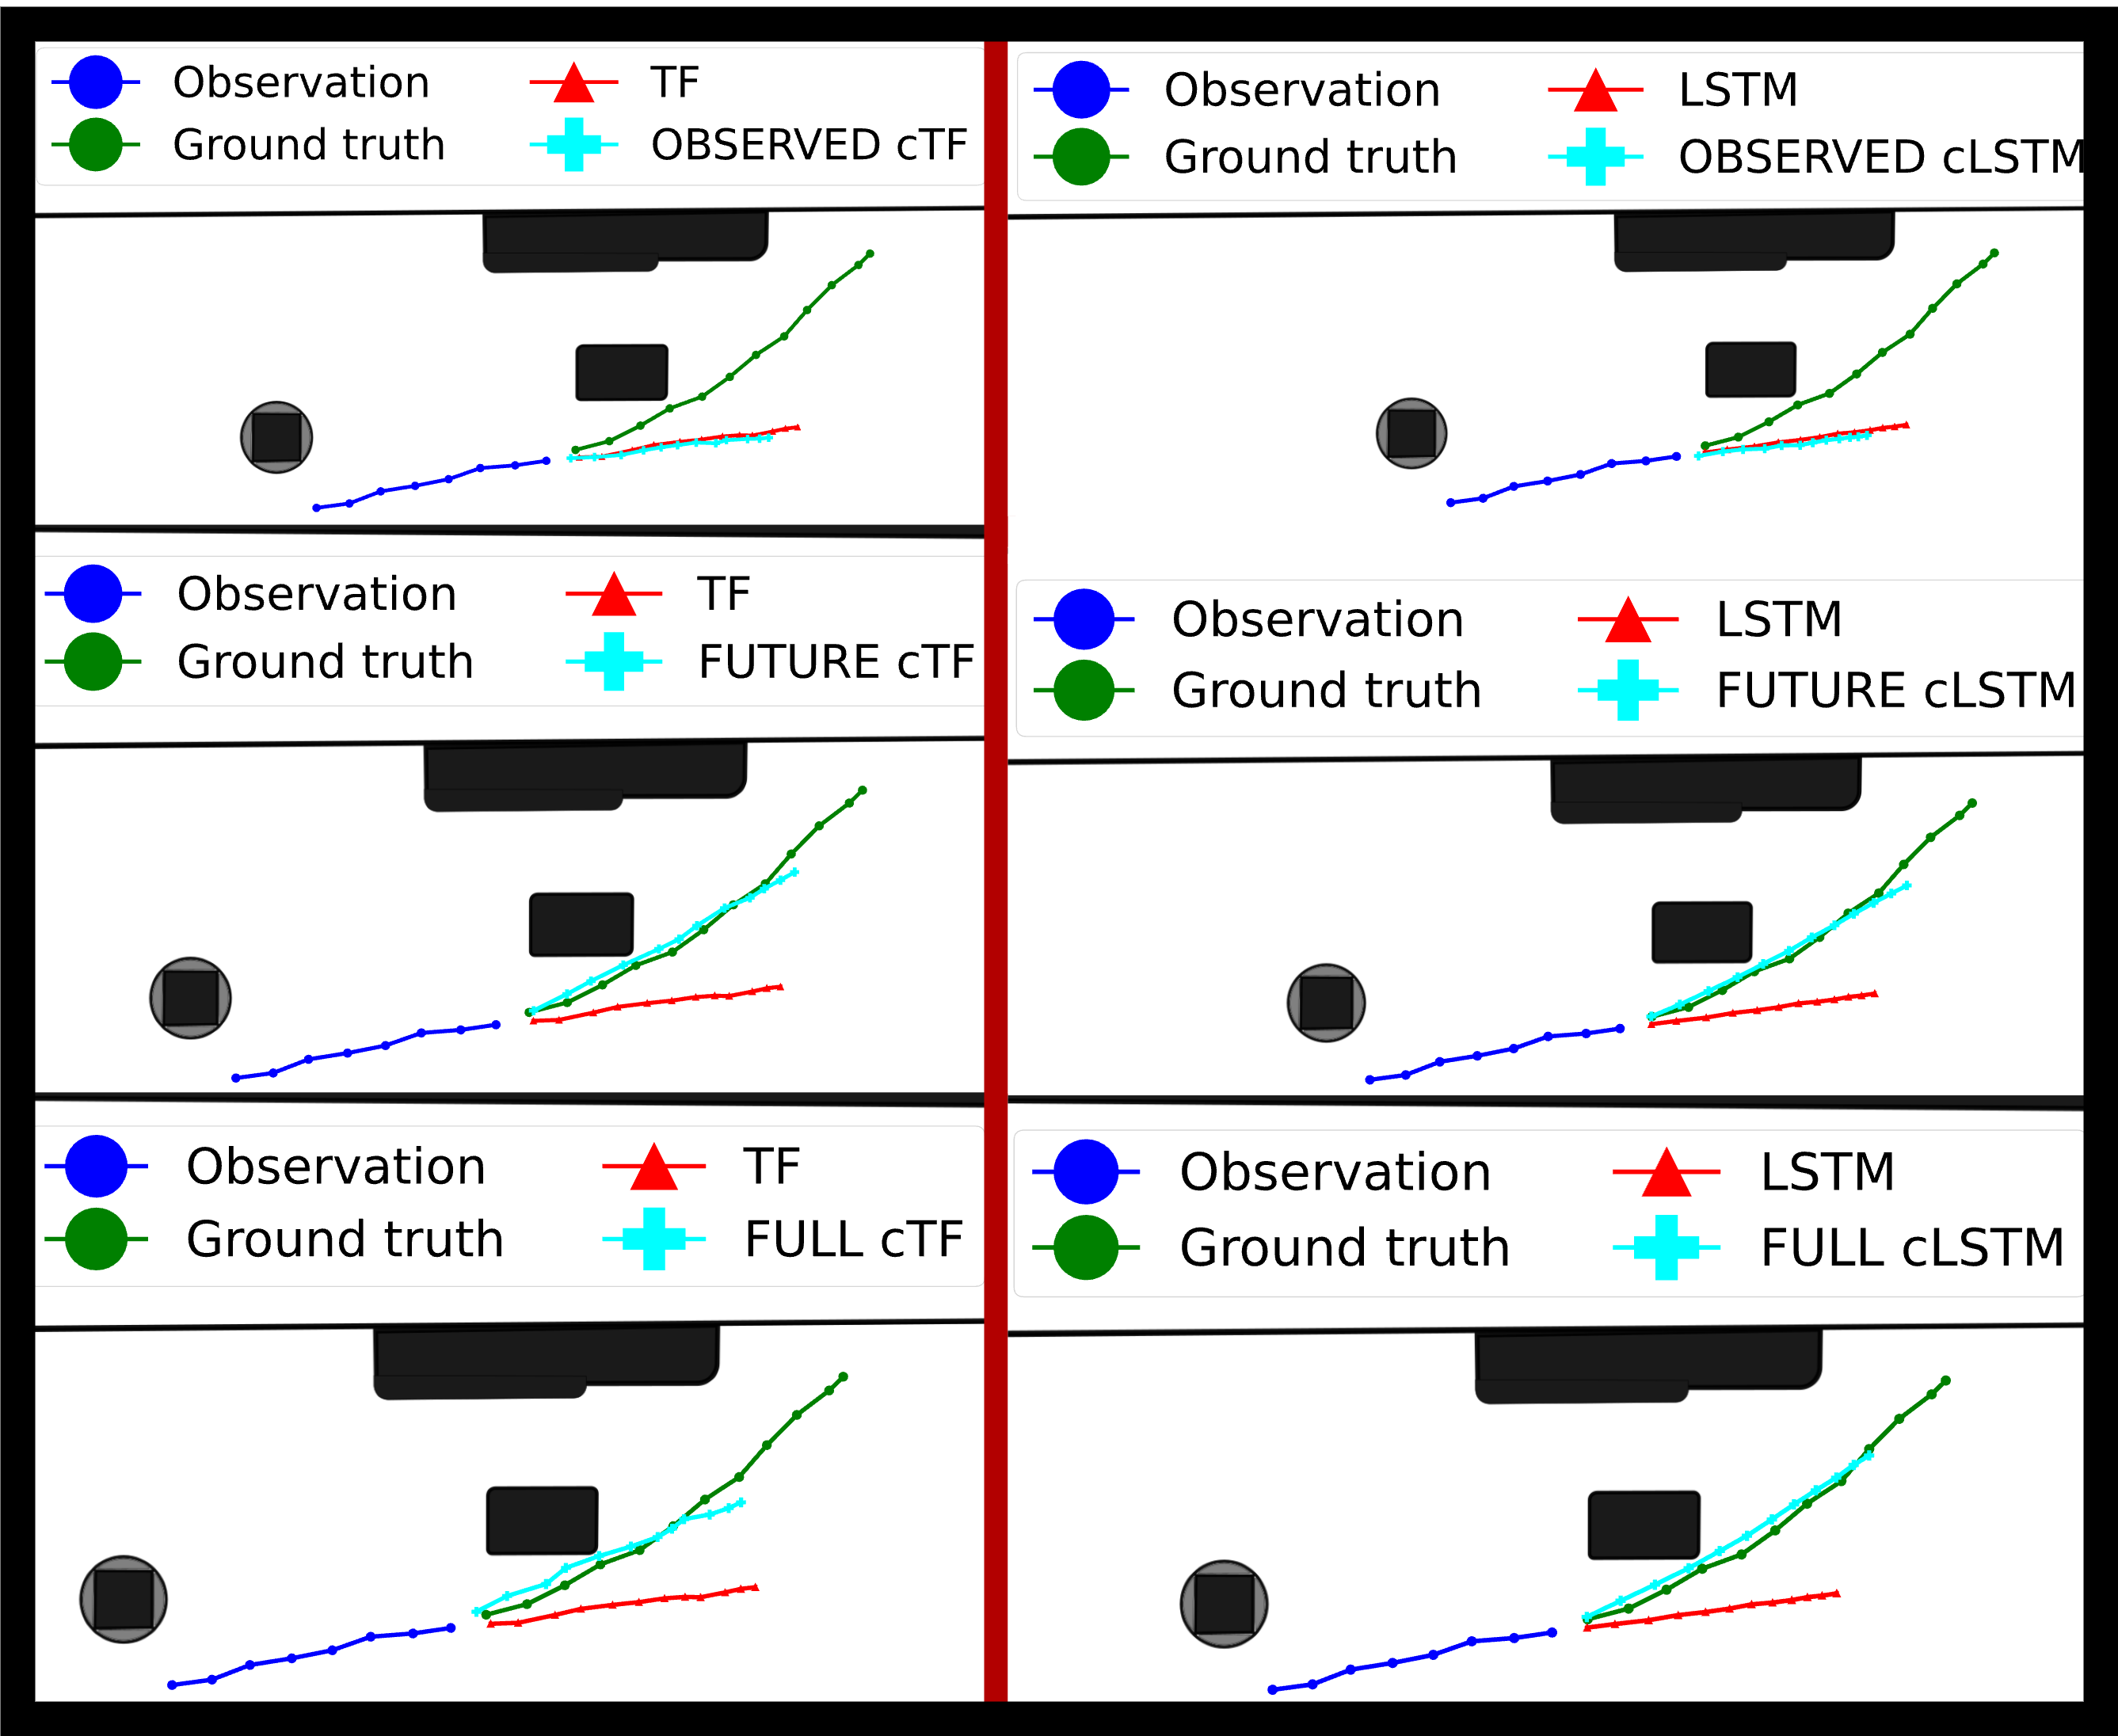 Observation TF
Ground truth OBSERVED cTF
Observation LSTM
Ground truth OBSERVED cLSTM
Observation TF
Ground truth FUTURE cTF
Observation LSTM
Ground truth FUTURE cLSTM
Observation TF
Ground truth FULL cTF
Observation LSTM
Ground truth FULL cLSTM